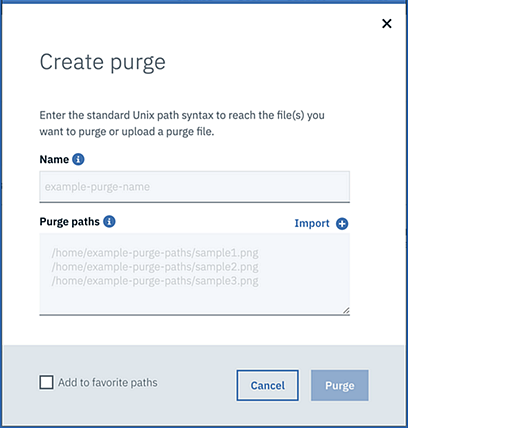 Create purge
Enter the standard Unix path syntax to reach the file(s) you
want to purge or upload a purge file.
Name
example-purge-name
Purge paths
Import
/home/example-purge-paths/sample1.png
/home/example-purge-paths/sample2.png
/home/example-purge-paths/sample3.png
Add to favorite paths
Cancel
Purge